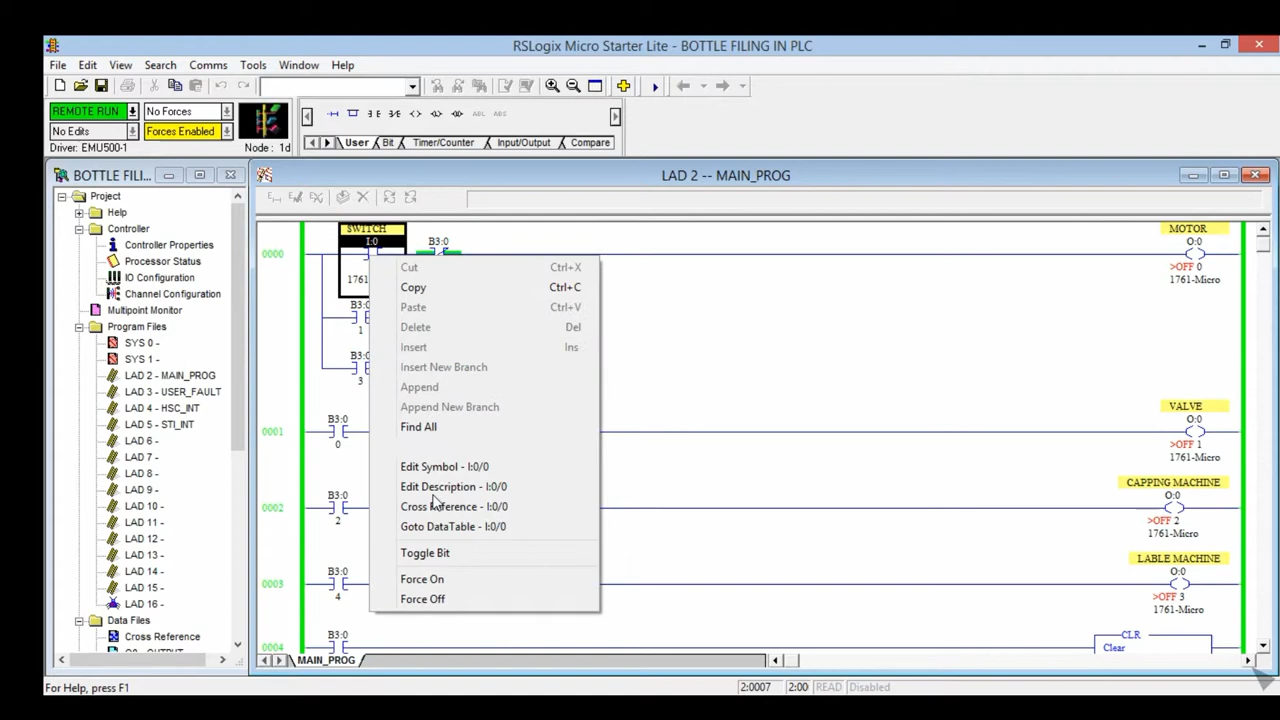 RSLogix Micro Starter Lite - BOTTLE FILING IN PLC
File Edit View Search Comms Tools Window Help
REMOTE RUN No Forces
No Edits Forces Enabled
Driver: EMU500-1 Node : 1d
ABL ABS
User Bit Timer/Counter Input/Output Compare
BOTTLE FILI...
Project
Help
Controller
Controller Properties
Processor Status
IO Configuration
Channel Configuration
Multipoint Monitor
Program Files
SYS 0 -
SYS 1 -
LAD 2 - MAIN_PROG
LAD 3 - USER_FAULT
LAD 4 - HSC_INT
LAD 5 - STI_INT
LAD 6 -
LAD 7 -
LAD 8 -
LAD 9 -
LAD 10 -
LAD 11 -
LAD 12 -
LAD 13 -
LAD 14 -
LAD 15 -
LAD 16 -
Data Files
Cross Reference
LAD 2 -- MAIN_PROG
SWITCH
I:0 B3:0
0000
1761
B3:0
1
B3:0
3
MOTOR
O:0
>OFF 0
1761-Micro
B3:0
0001
0
VALVE
O:0
>OFF 1
1761-Micro
B3:0
0002
2
CAPPING MACHINE
O:0
>OFF 2
1761-Micro
B3:0
0003
4
LABLE MACHINE
O:0
>OFF 3
1761-Micro
B3:0
0004
CLR
Clear
Cut Ctrl+X
Copy Ctrl+C
Paste Ctrl+V
Delete Del
Insert Ins
Insert New Branch
Append
Append New Branch
Find All
Edit Symbol - I:0/0
Edit Description - I:0/0
Cross Reference - I:0/0
Goto DataTable - I:0/0
Toggle Bit
Force On
Force Off
MAIN_PROG
For Help, press F1
2:0007 2:00 READ Disabled